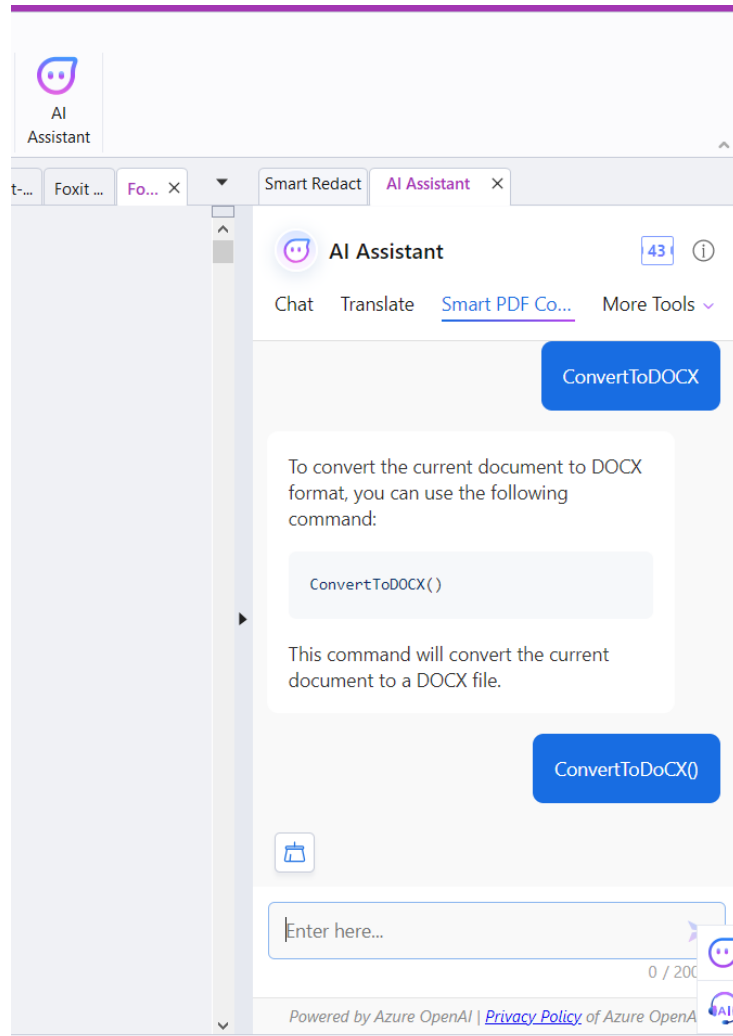 AI
Assistant
t-... Foxit ... Fo... Smart Redact AI Assistant
AI Assistant 43
Chat Translate Smart PDF Co... More Tools
ConvertToDOCX
To convert the current document to DOCX
format, you can use the following
command:
ConvertToDOCX()
This command will convert the current
document to a DOCX file.
ConvertToDoCX()
Enter here...
0 / 200
Powered by Azure OpenAI | Privacy Policy of Azure OpenA
AI